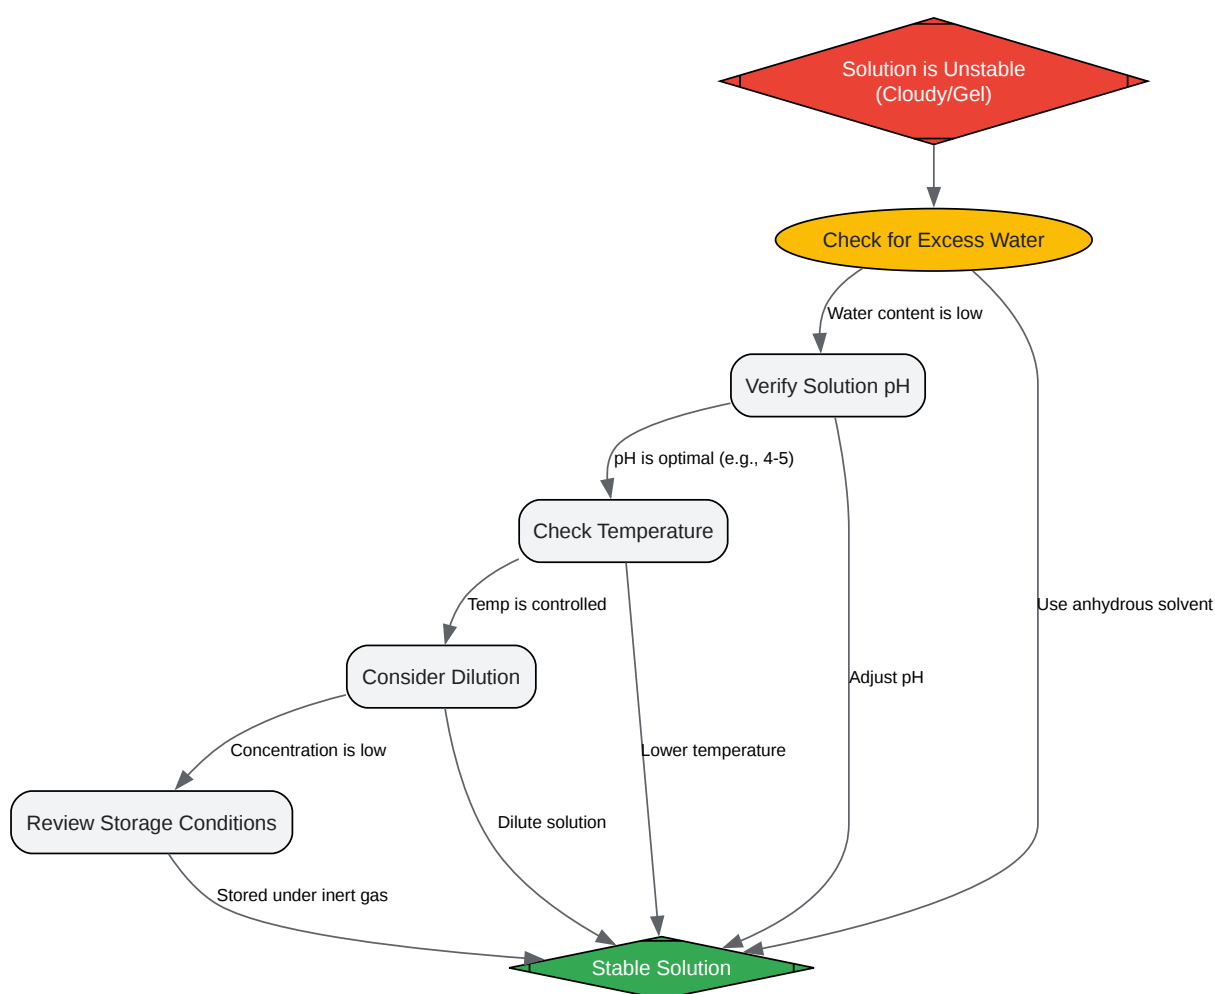 Solution is Unstable
(Cloudy/Gel)
Check for Excess Water
Water content is low
Verify Solution pH
pH is optimal (e.g., 4-5)
Check Temperature
Temp is controlled
Use anhydrous solvent
Consider Dilution
Adjust pH
Concentration is low
Lower temperature
Review Storage Conditions
Dilute solution
Stored under inert gas
Stable Solution